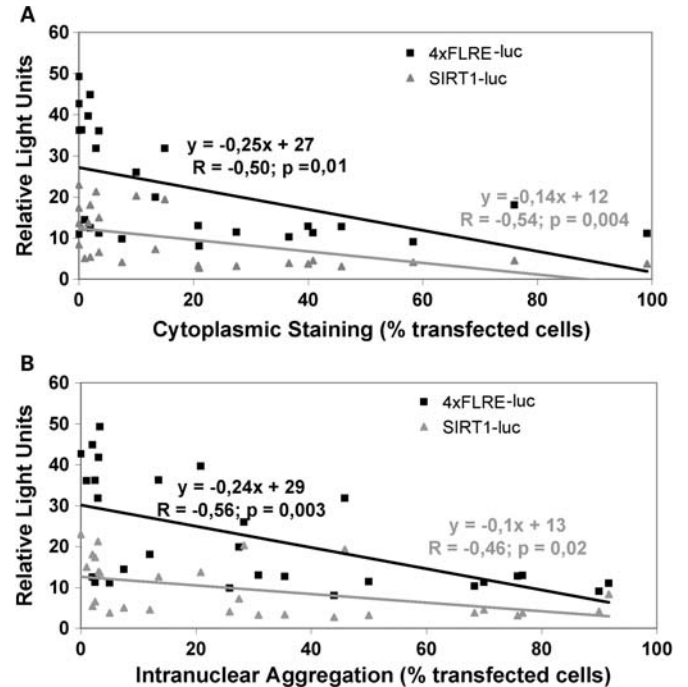 A
4xFLRE-luc
SIRT1-luc
Relative Light Units
60
50
40
30
20
10
0
y = -0,25x + 27
R = -0,50; p =0,01
y = -0,14x + 12
R = -0,54; p = 0,004
0 20 40 60 80 100
Cytoplasmic Staining (% transfected cells)
B
4xFLRE-luc
SIRT1-luc
Relative Light Units
60
50
40
30
20
10
0
y = -0,24x + 29
R = -0,56; p = 0,003
y = -0,1x + 13
R = -0,46; p = 0,02
0 20 40 60 80 100
Intranuclear Aggregation (% transfected cells)